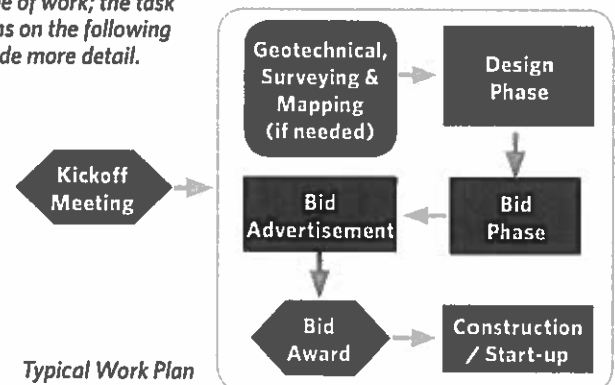 e of work; the task
ns on the following
de more detail.
Geotechnical,
Surveying &
Mapping
(if needed)
Design
Phase
Kickoff
Meeting
Bid
Advertisement
Bid
Phase
Bid
Award
Construction
/ Start-up
Typical Work Plan